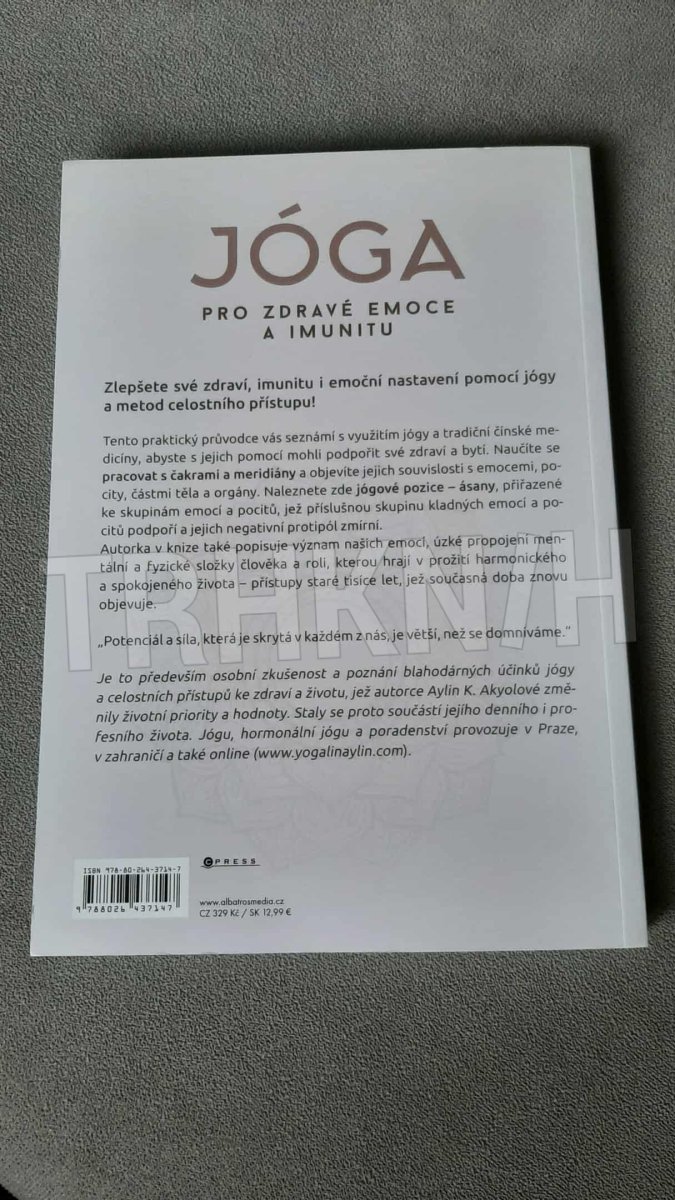 JÓGA
PRO ZDRAVÉ EMOCE
A IMUNITU
Zlepšete své zdraví, imunitu i emoční nastavení pomocí jógy
a metod celostního přístupu!
Tento praktický průvodce vás seznámí s využitím jógy a tradiční čínské me-
dicíny, abyste s jejich pomocí mohli podpořit své zdraví a bytí. Naučíte se
pracovat s čakrami a meridiány a objevíte jejich souvislosti s emocemi, po-
city, částmi těla a orgány. Naleznete zde jógové pozice – ásany, přiřazené
ke skupinám emocí a pocitů, jež příslušnou skupinu kladných emocí a po-
citů podpoří a jejich negativní protipól zmírní.
Autorka v knize také popisuje význam našich emocí, úzké propojení men-
tální a fyzické složky člověka a roli, kterou hrají v prožití harmonického
a spokojeného života – přístupy staré tisíce let, jež současná doba znovu
objevuje.
TRHKNI/H
„Potenciál a síla, která je skrytá v každém z nás, je větší, než se domníváme.“
Je to především osobní zkušenost a poznání blahodárných účinků jógy
a celostních přístupů ke zdraví a životu, jež autorce Aylin K. Akyolové změ-
nily životní priority a hodnoty. Staly se proto součástí jejího denního i pro-
fesního života. Jógu, hormonální jógu a poradenství provozuje v Praze,
v zahraničí a také online (www.yogalinaylin.com).
ISBN 978-80-264-3714-7
9 788026 437147
CPRESS
www.albatrosmedia.cz
CZ 329 Kč / SK 12,99 €